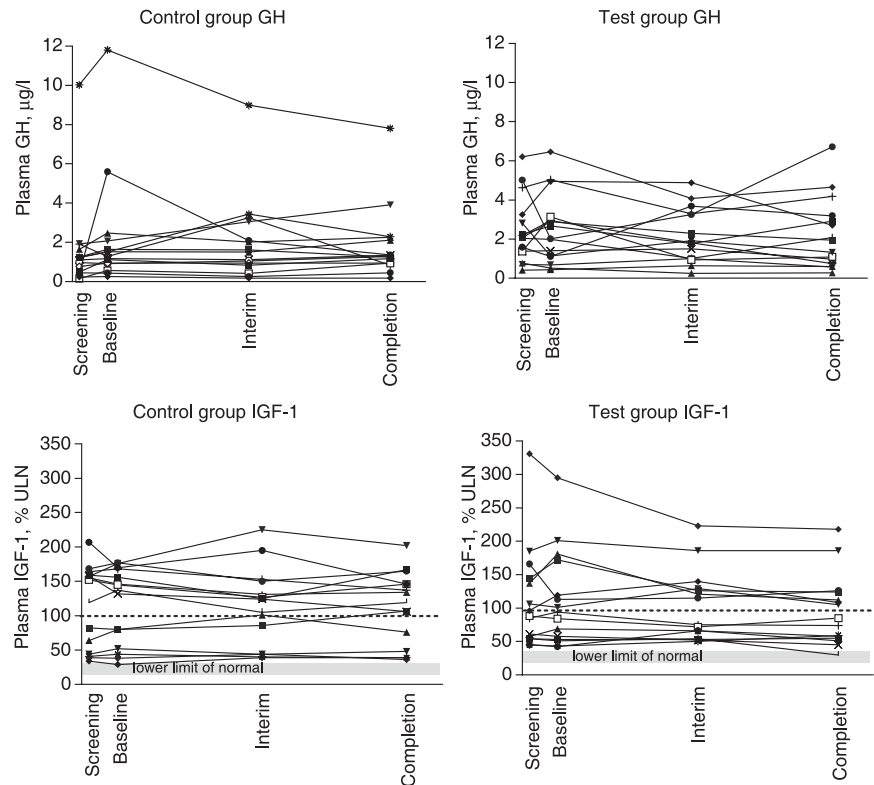 Control group GH
Plasma GH, μg/l
12
10
8
6
4
2
0
Screening
Baseline
Interim
Completion
Test group GH
Plasma GH, μg/l
12
10
8
6
4
2
0
Screening
Baseline
Interim
Completion
Control group IGF-1
Plasma IGF-1, % ULN
350
300
250
200
150
100
50
0
lower limit of normal
Screening
Baseline
Interim
Completion
Test group IGF-1
Plasma IGF-1, % ULN
350
300
250
200
150
100
50
0
lower limit of normal
Screening
Baseline
Interim
Completion